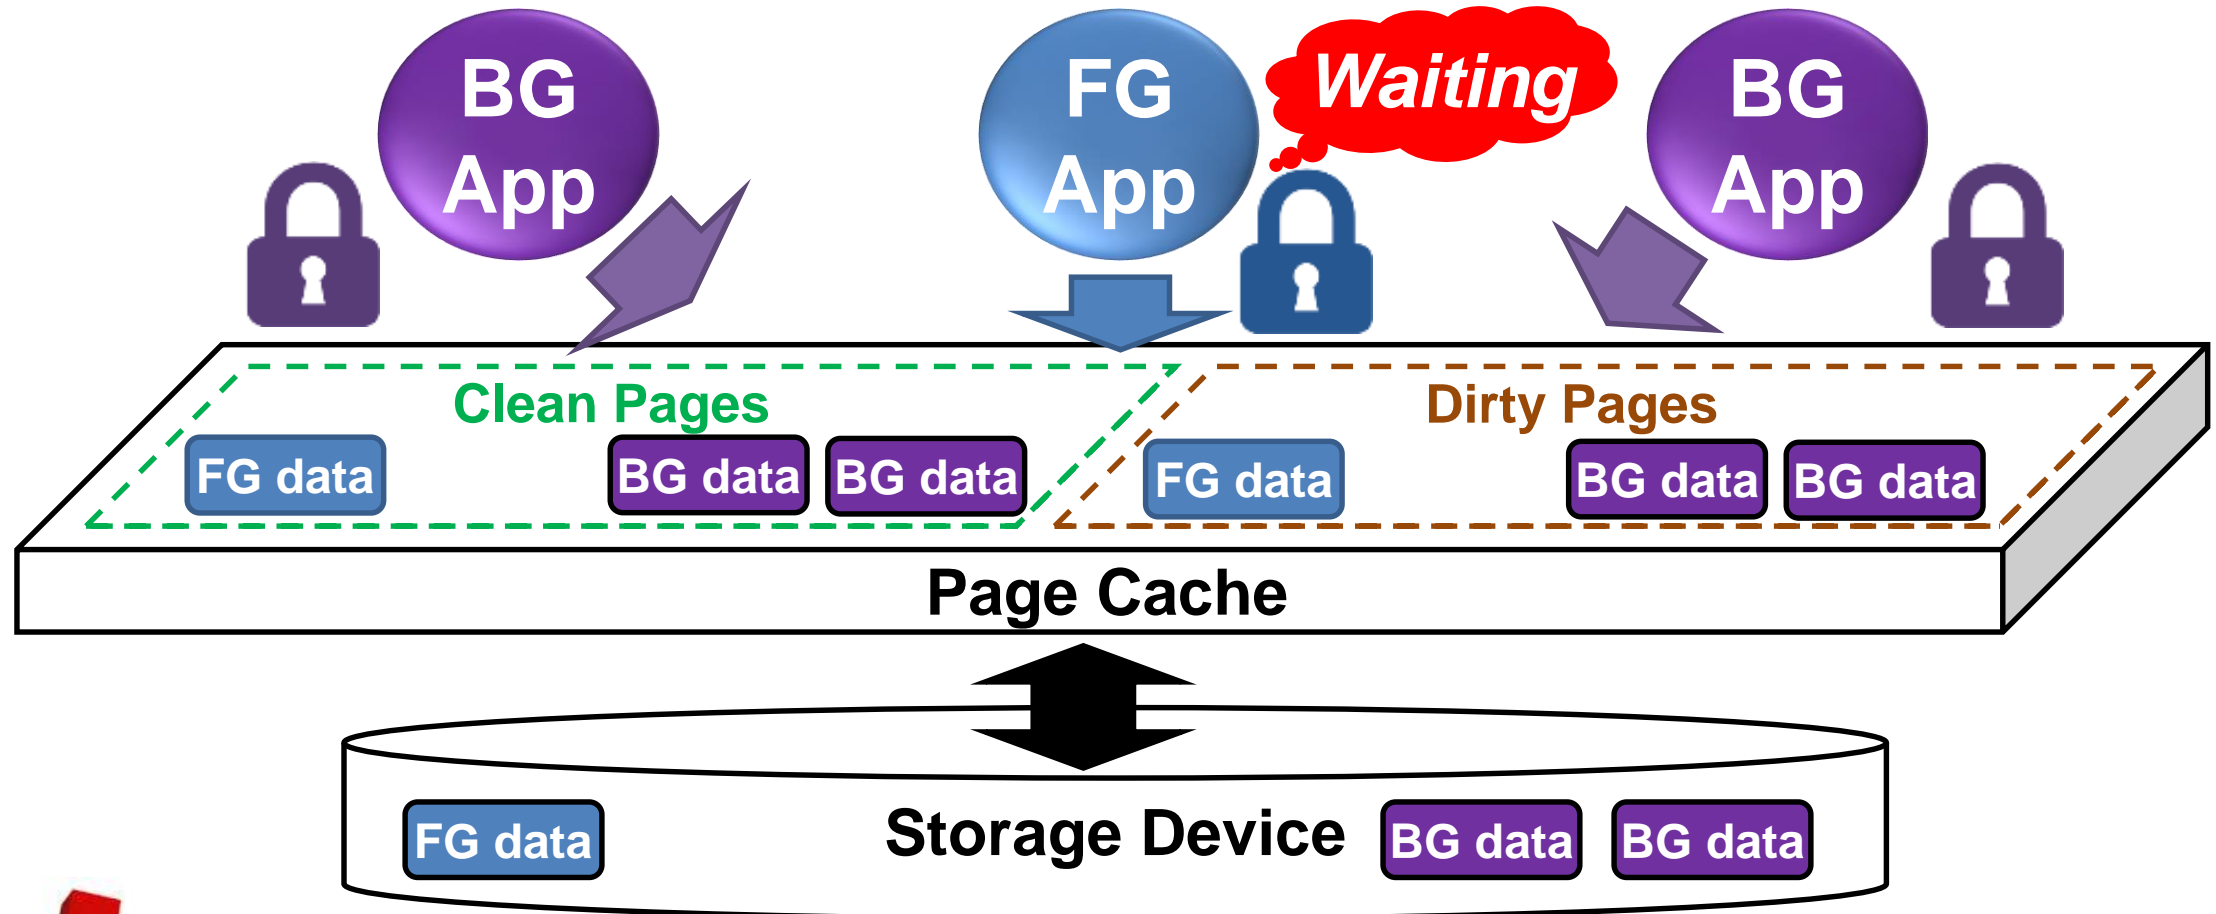 BG
App
FG
App
Waiting
BG
App
Clean Pages
Dirty Pages
FG data
BG data
BG data
FG data
BG data
BG data
Page Cache
Storage Device
FG data
BG data
BG data